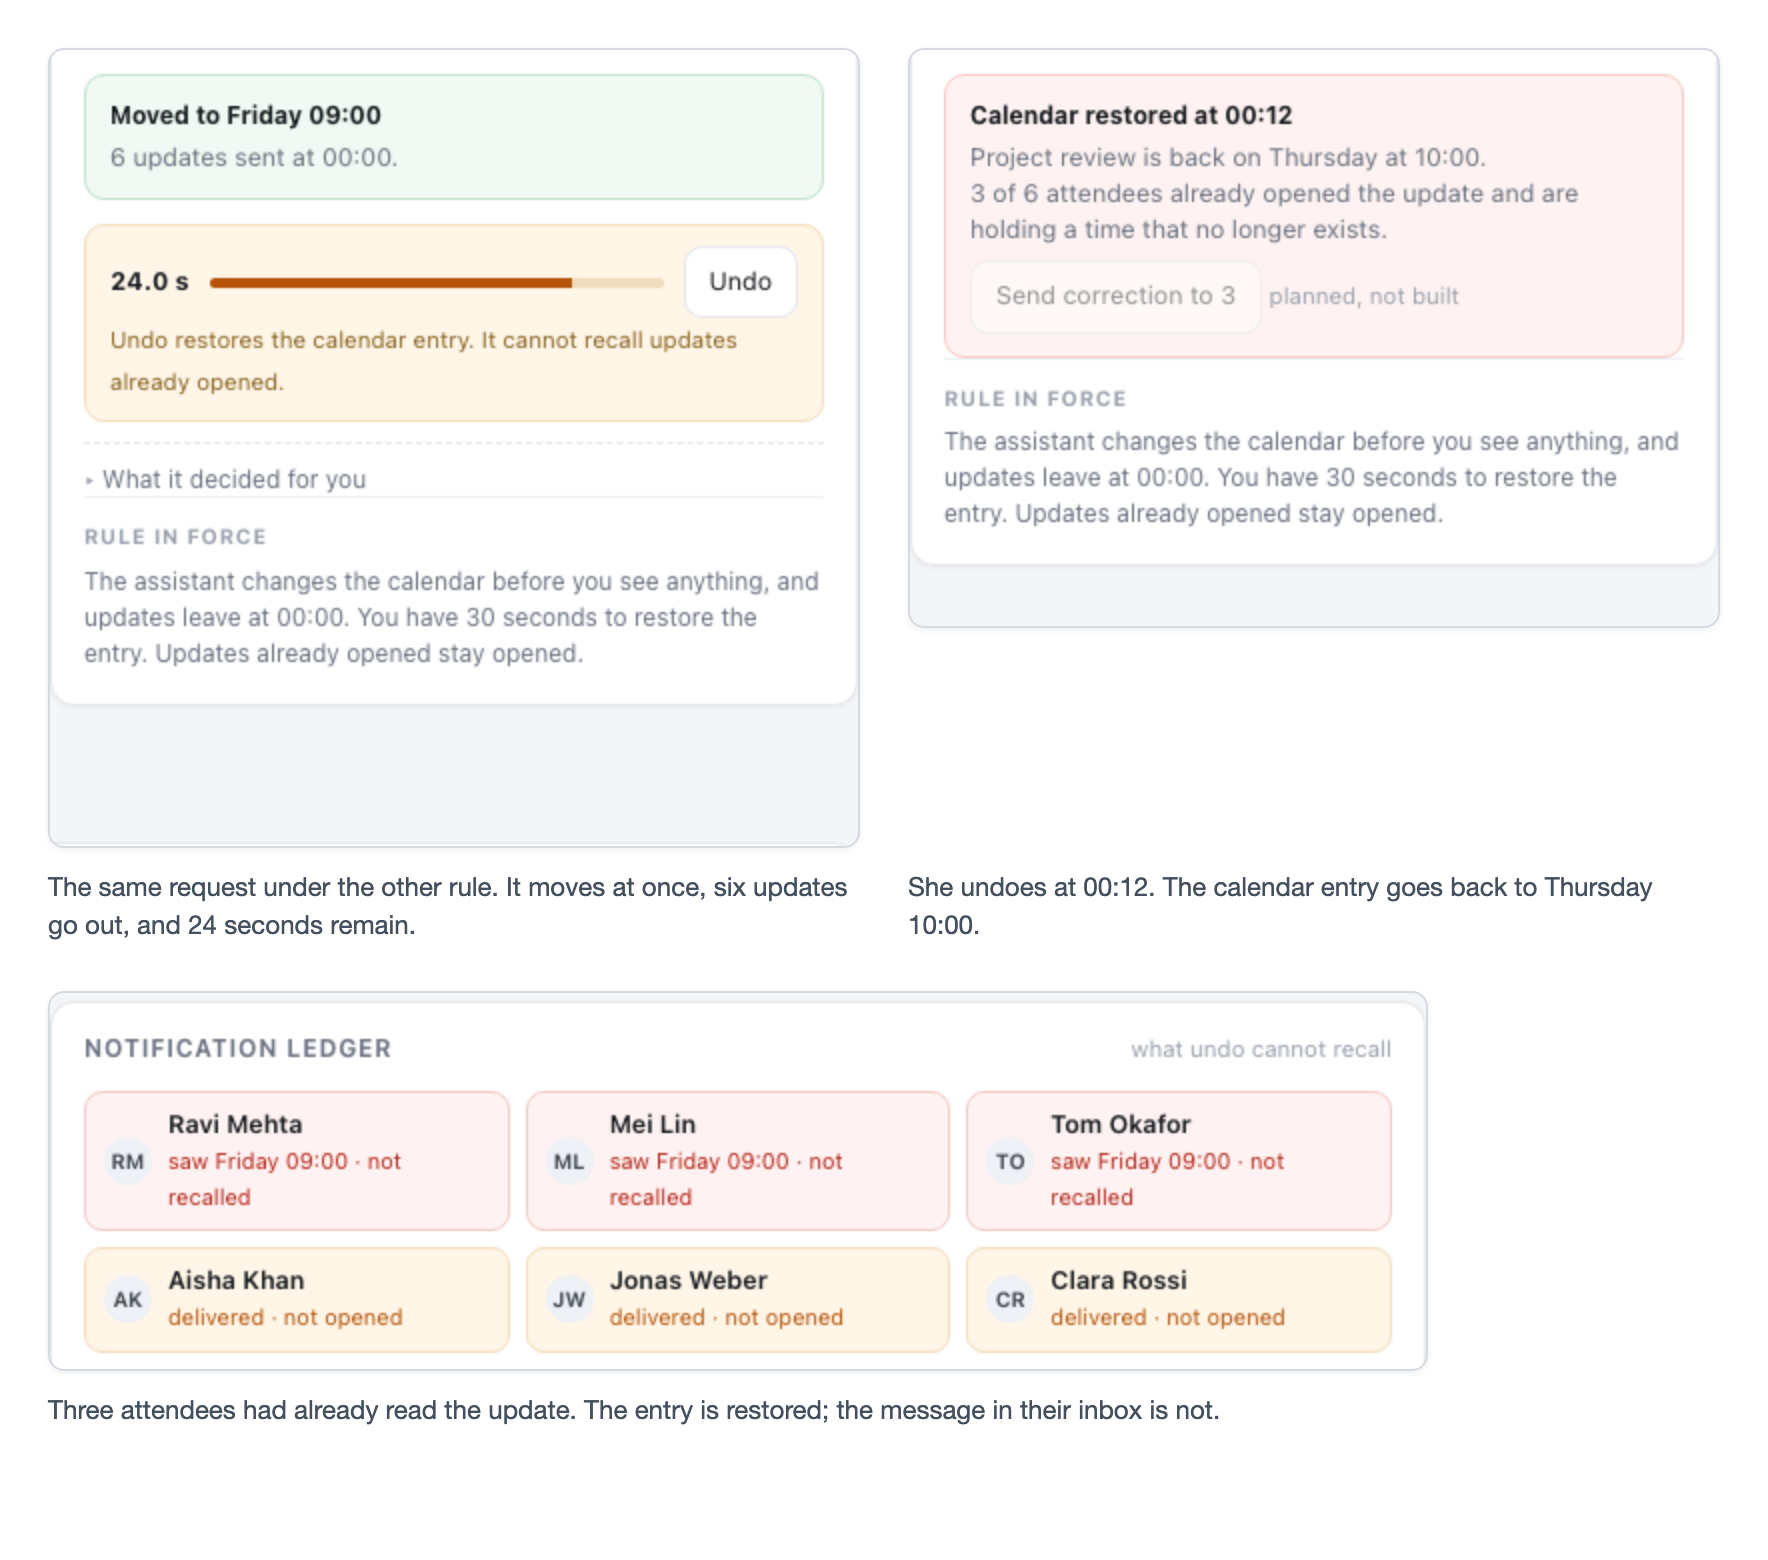 Moved to Friday 09:00
6 updates sent at 00:00.
24.0 s
Undo
Undo restores the calendar entry. It cannot recall updates
already opened.
▸ What it decided for you
RULE IN FORCE
The assistant changes the calendar before you see anything, and
updates leave at 00:00. You have 30 seconds to restore the
entry. Updates already opened stay opened.
The same request under the other rule. It moves at once, six updates
go out, and 24 seconds remain.
Calendar restored at 00:12
Project review is back on Thursday at 10:00.
3 of 6 attendees already opened the update and are
holding a time that no longer exists.
Send correction to 3
planned, not built
RULE IN FORCE
The assistant changes the calendar before you see anything, and
updates leave at 00:00. You have 30 seconds to restore the
entry. Updates already opened stay opened.
She undoes at 00:12. The calendar entry goes back to Thursday
10:00.
NOTIFICATION LEDGER
what undo cannot recall
RM
Ravi Mehta
saw Friday 09:00 · not
recalled
ML
Mei Lin
saw Friday 09:00 · not
recalled
TO
Tom Okafor
saw Friday 09:00 · not
recalled
AK
Aisha Khan
delivered · not opened
JW
Jonas Weber
delivered · not opened
CR
Clara Rossi
delivered · not opened
Three attendees had already read the update. The entry is restored; the message in their inbox is not.